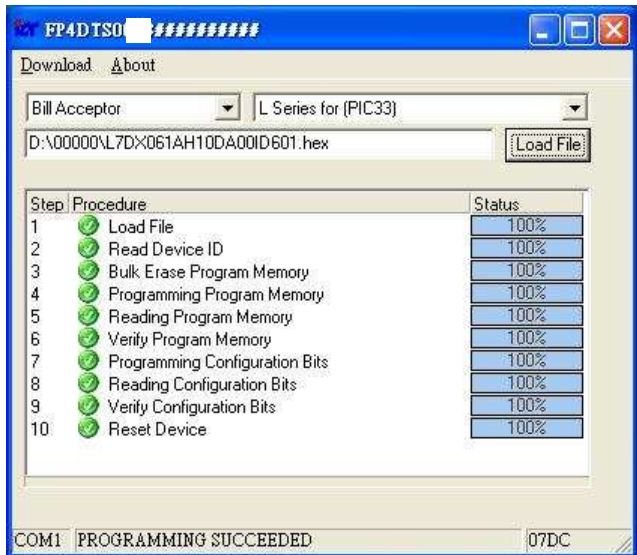 FP4DTS0 ###########
Download About
Bill Acceptor L Series for (PIC33)
D:\00000\L7DX061AH10DA00ID601.hex Load File
Step Procedure Status
1 Load File 100%
2 Read Device ID 100%
3 Bulk Erase Program Memory 100%
4 Programming Program Memory 100%
5 Reading Program Memory 100%
6 Verify Program Memory 100%
7 Programming Configuration Bits 100%
8 Reading Configuration Bits 100%
9 Verify Configuration Bits 100%
10 Reset Device 100%
COM1 PROGRAMMING SUCCEEDED 07DC